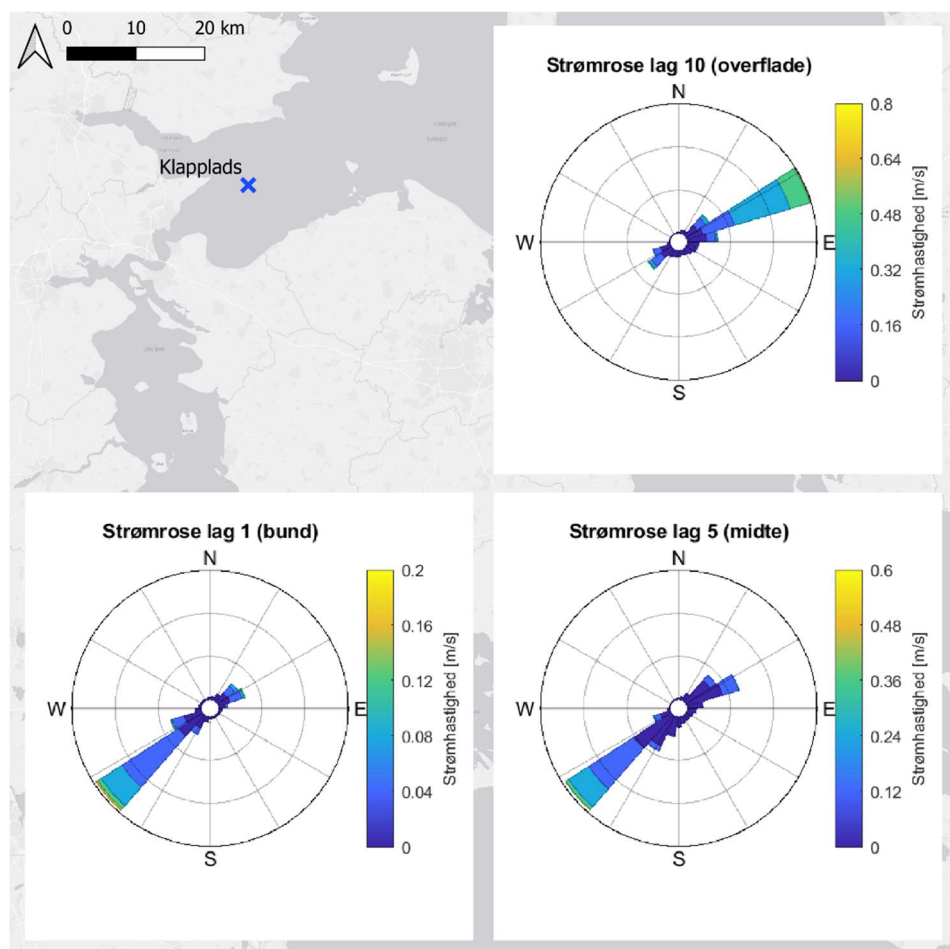 0 10 20 km
Klapplads
Strømrose lag 10 (overflade)
N
W
E
S
0.8
0.64
0.48
0.32
0.16
0
Strømhastighed [m/s]
Strømrose lag 1 (bund)
N
W
E
S
0.2
0.16
0.12
0.08
0.04
0
Strømhastighed [m/s]
Strømrose lag 5 (midte)
N
W
E
S
0.6
0.48
0.36
0.24
0.12
0
Strømhastighed [m/s]